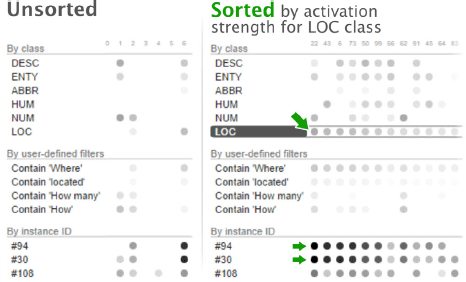 Unsorted
By class
0 1 2 3 4 5 6
DESC
ENTY
ABBR
HUM
NUM
LOC
By user-defined filters
Contain 'Where'
Contain 'located'
Contain 'How many'
Contain 'How'
By instance ID
#94
#30
#108
Sorted by activation
strength for LOC class
By class
22 43 6 73 50 99 56 62 91 45 64
DESC
ENTY
ABBR
HUM
NUM
LOC
By user-defined filters
Contain 'Where'
Contain 'located'
Contain 'How many'
Contain 'How'
By instance ID
#94
#30
#108